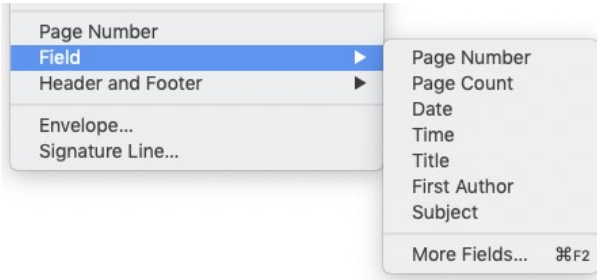 Page Number
Field
Header and Footer
Envelope...
Signature Line...
Page Number
Page Count
Date
Time
Title
First Author
Subject
More Fields... ⌘F2